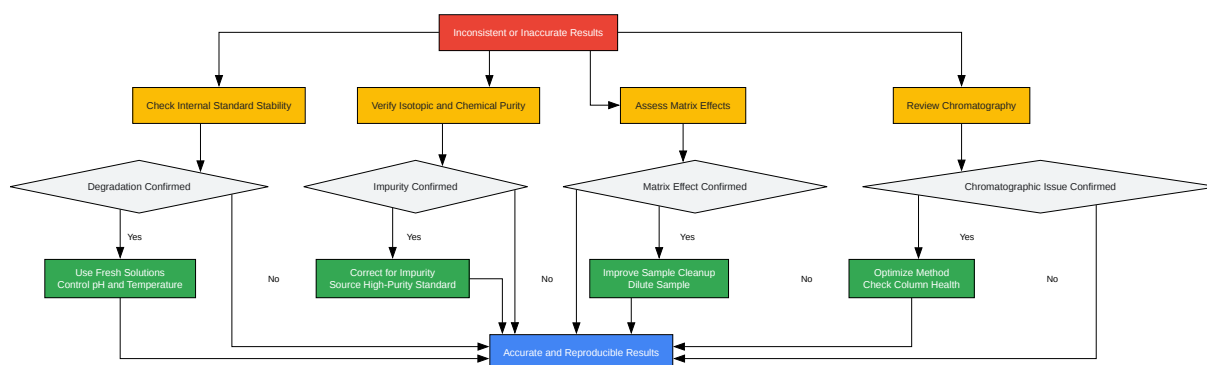 Inconsistent or Inaccurate Results
Check Internal Standard Stability
Verify Isotopic and Chemical Purity
Assess Matrix Effects
Review Chromatography
Degradation Confirmed
Impurity Confirmed
Matrix Effect Confirmed
Chromatographic Issue Confirmed
Yes
Yes
Yes
Yes
Use Fresh Solutions
Control pH and Temperature
No
Correct for Impurity
Source High-Purity Standard
No
Improve Sample Cleanup
Dilute Sample
No
Optimize Method
Check Column Health
No
Accurate and Reproducible Results